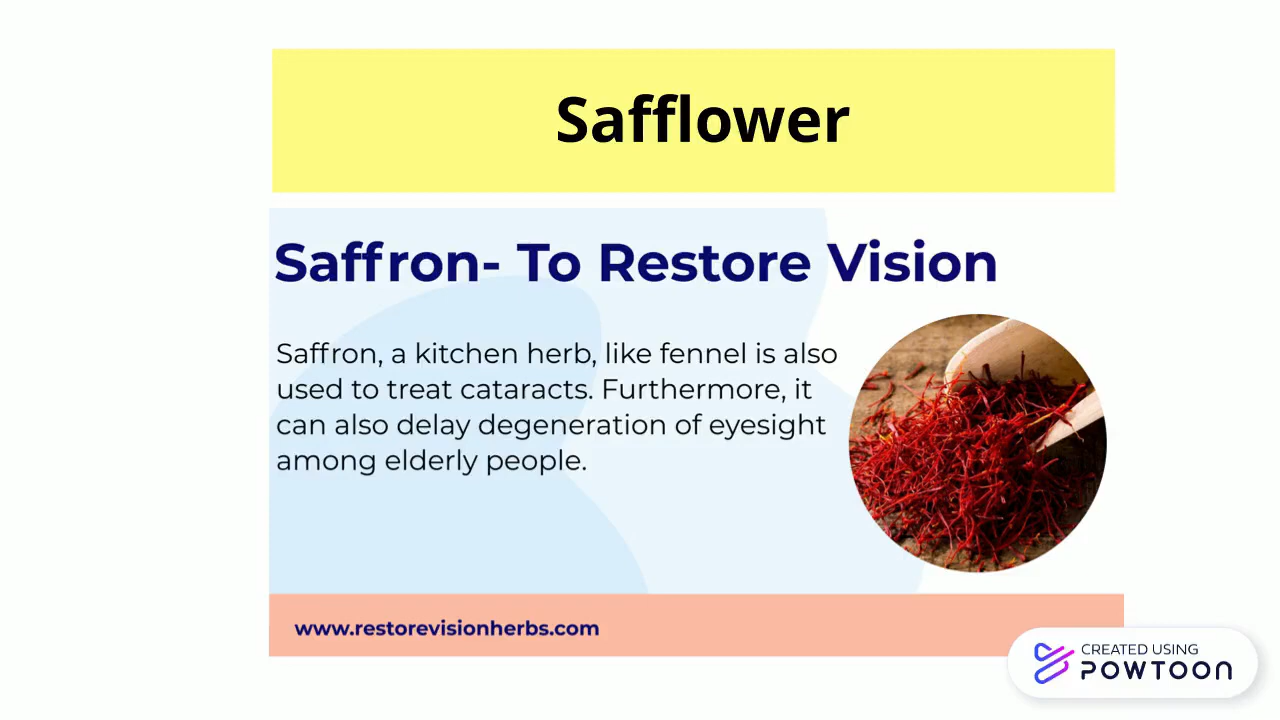 Safflower
Saffron- To Restore Vision
Saffron, a kitchen herb, like fennel is also
used to treat cataracts. Furthermore, it
can also delay degeneration of eyesight
among elderly people.
www.restorevisionherbs.com
CREATED USING
POWTOON